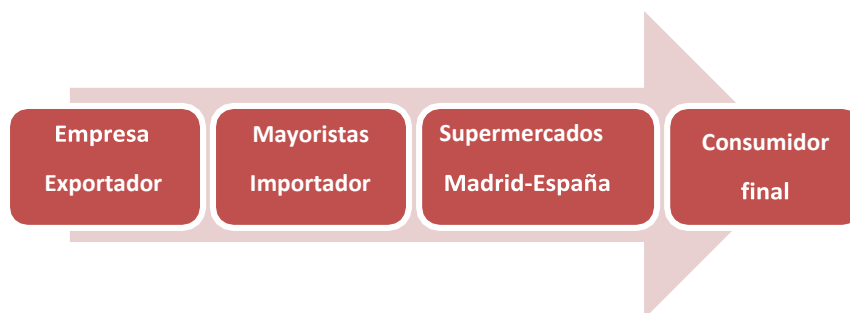 Empresa
Exportador
Mayoristas
Importador
Supermercados
Madrid-España
Consumidor
final